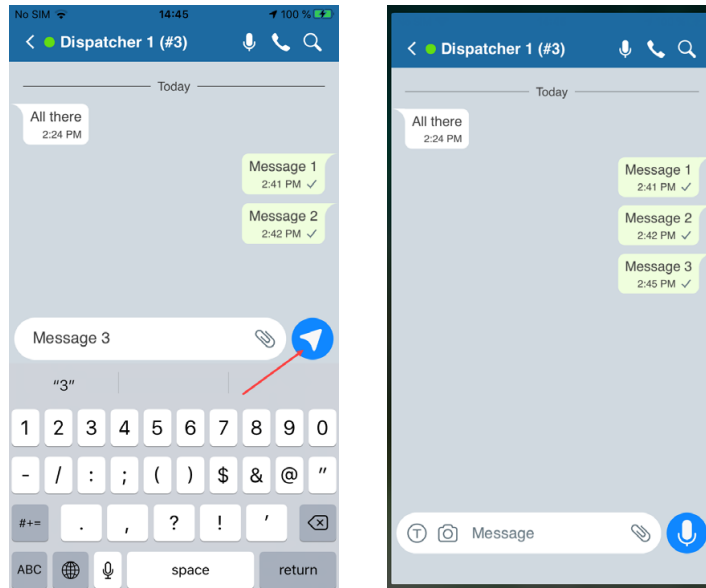 No SIM 14:45 100 %
Dispatcher 1 (#3)
Today
All there
2:24 PM
Message 1
2:41 PM
Message 2
2:42 PM
Message 3
"3"
1 2 3 4 5 6 7 8 9 0
- / : ; ( ) $ & @ "
#+= . , ? ! '
ABC space return
Dispatcher 1 (#3)
Today
All there
2:24 PM
Message 1
2:41 PM
Message 2
2:42 PM
Message 3
2:45 PM
T Message